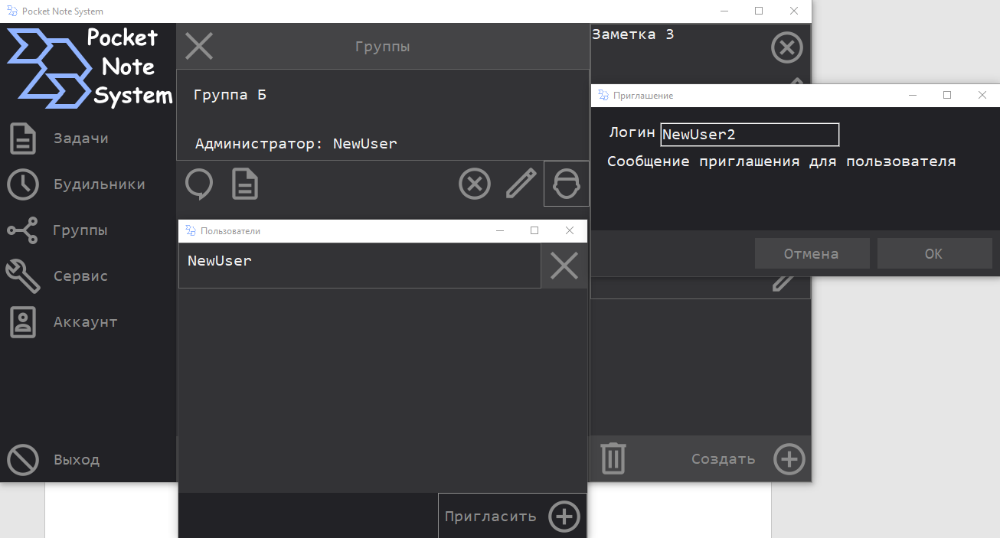 Pocket Note System
Pocket
Note
System
Задачи
Будильники
Группы
Сервис
Аккаунт
Выход
Группы
Группа Б
Администратор: NewUser
Заметка 3
Создать
Пользователи
NewUser
Пригласить
Приглашение
Логин NewUser2
Сообщение приглашения для пользователя
Отмена
OK